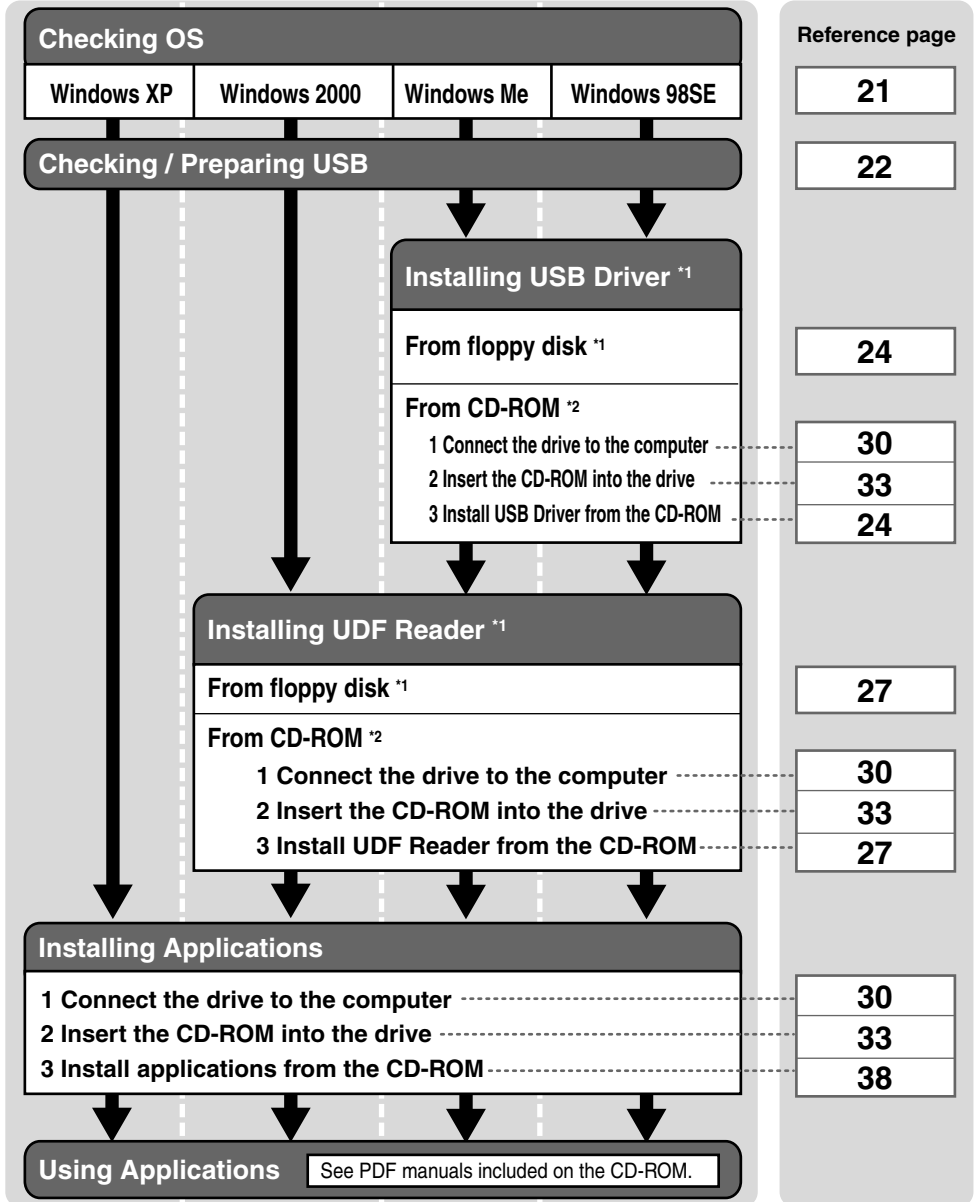 Checking OS
Reference page
Windows XP Windows 2000 Windows Me Windows 98SE
21
Checking / Preparing USB
22
Installing USB Driver *1
From floppy disk *1
24
From CD-ROM *2
1 Connect the drive to the computer
30
2 Insert the CD-ROM into the drive
33
3 Install USB Driver from the CD-ROM
24
Installing UDF Reader *1
From floppy disk *1
27
From CD-ROM *2
1 Connect the drive to the computer
30
2 Insert the CD-ROM into the drive
33
3 Install UDF Reader from the CD-ROM
27
Installing Applications
1 Connect the drive to the computer
30
2 Insert the CD-ROM into the drive
33
3 Install applications from the CD-ROM
38
Using Applications
See PDF manuals included on the CD-ROM.